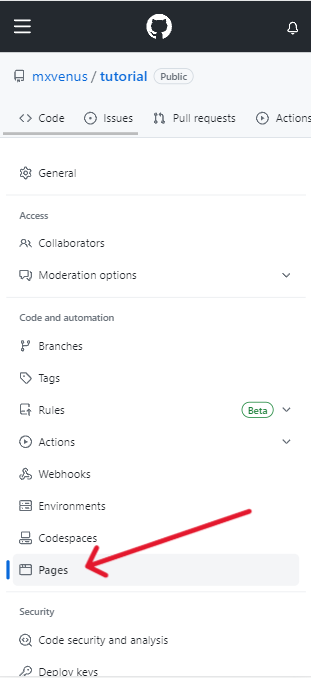 mxvenus / tutorial Public
Code Issues Pull requests Actions
General
Access
Collaborators
Moderation options
Code and automation
Branches
Tags
Rules Beta
Actions
Webhooks
Environments
Codespaces
Pages
Security
Code security and analysis
Deploy keys